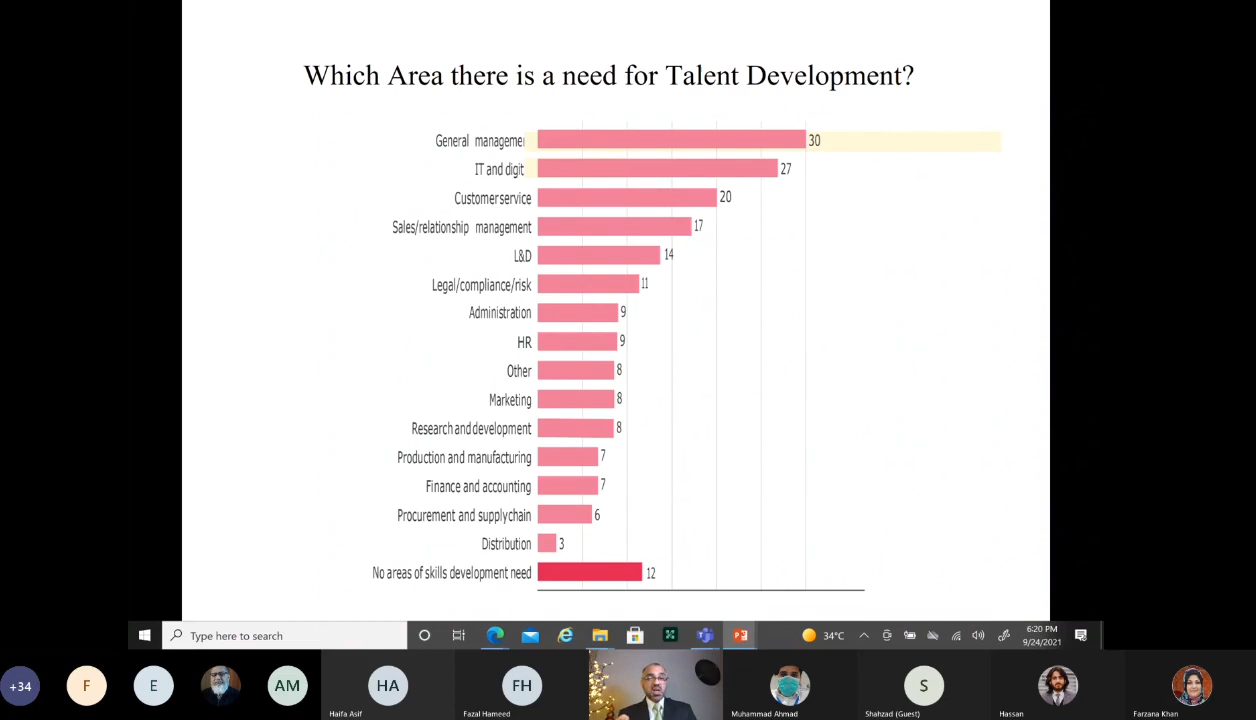 Which Area there is a need for Talent Development?
General managemen 30
IT and digit 27
Customer service 20
Sales/relationship management 17
L&D 14
Legal/compliance/risk 11
Administration 9
HR 9
Other 8
Marketing 8
Research and development 8
Production and manufacturing 7
Finance and accounting 7
Procurement and supply chain 6
Distribution 3
No areas of skills development need 12
Type here to search
34°C
6:20 PM
9/24/2021
+34
F
E
AM
HA
Haifa Asif
FH
Fazal Hameed
Muhammad Ahmad
S
Shahzad (Guest)
Hassan
Farzana Khan